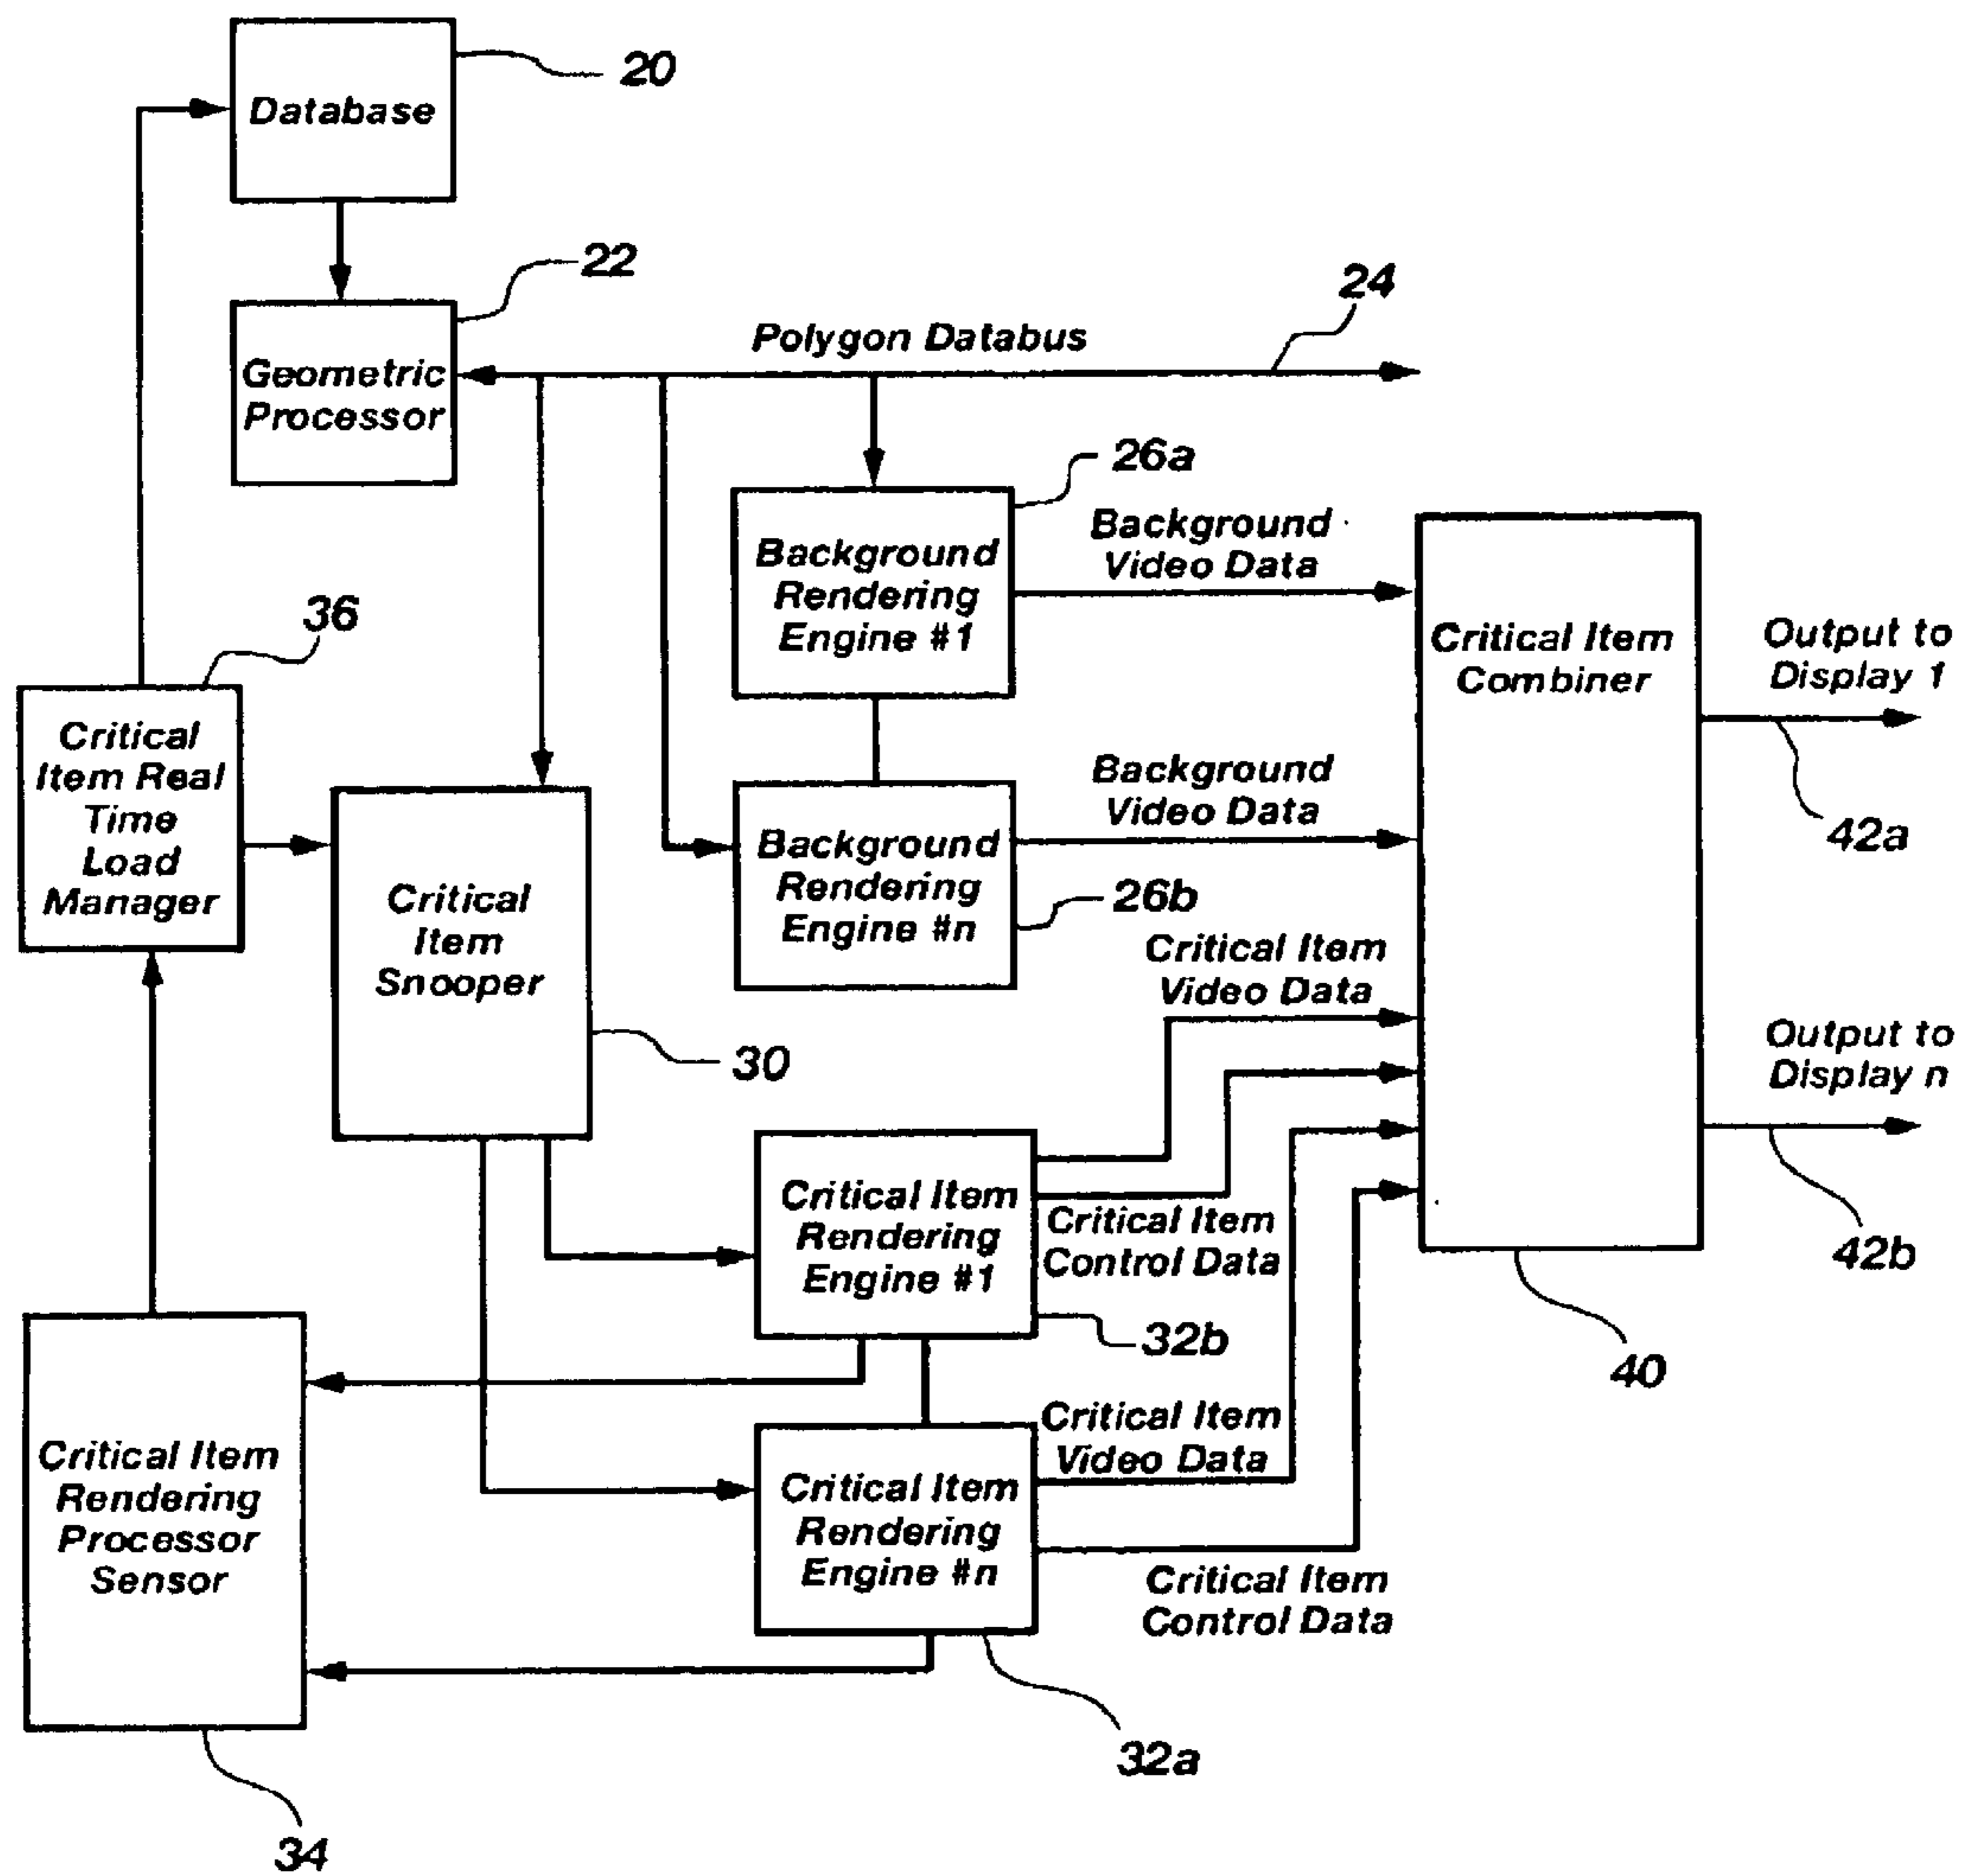 20
Database
22
24
Polygon Databus
Geometric
Processor
26a
Background
Video Data
Background
Rendering
Engine #1
36
Critical Item
Combiner
Output to
Display 1
Critical
Item Real
Time
Load
Manager
Background
Video Data
42a
Background
Rendering
Engine #n
26b
Critical
Item
Snooper
Critical Item
Video Data
30
Output to
Display n
Critical Item
Rendering
Engine #1
Critical Item
Control Data
42b
32b
40
Critical Item
Video Data
Critical Item
Rendering
Processor
Sensor
Critical Item
Rendering
Engine #n
Critical Item
Control Data
32a
34